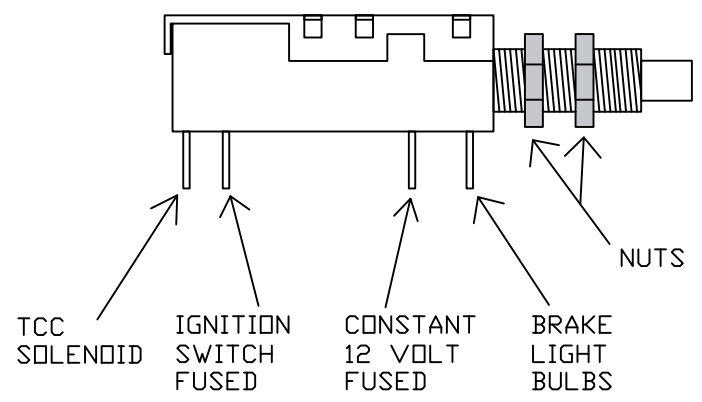 NUTS
TCC
SOLENOID
IGNITION
SWITCH
FUSED
CONSTANT
12 VOLT
FUSED
BRAKE
LIGHT
BULBS